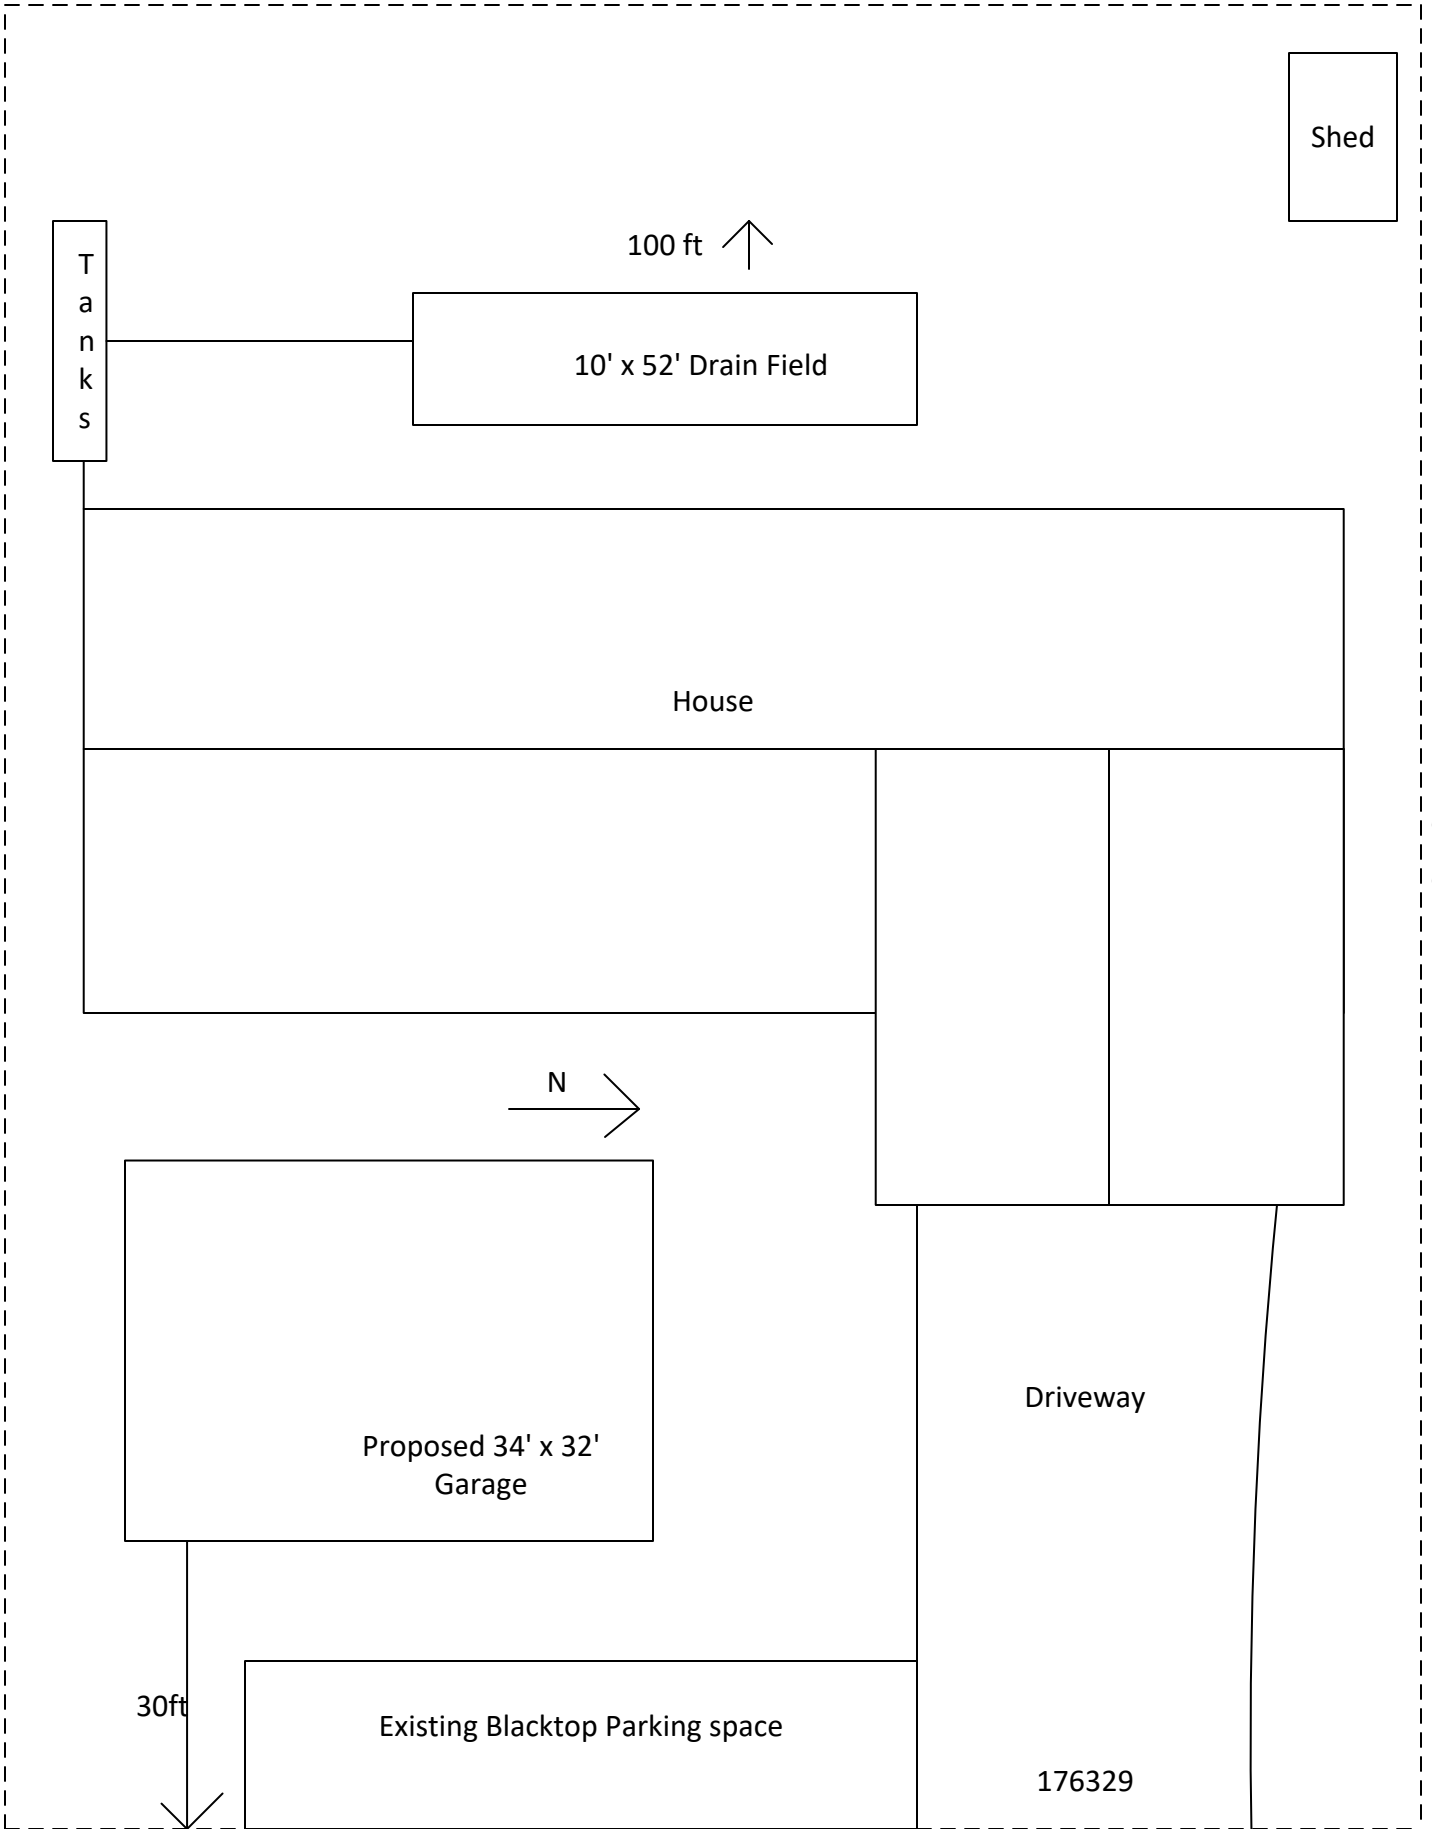 Shed
100 ft
Tanks
10' x 52' Drain Field
House
N
Proposed 34' x 32'
Garage
Driveway
30ft
Existing Blacktop Parking space
176329